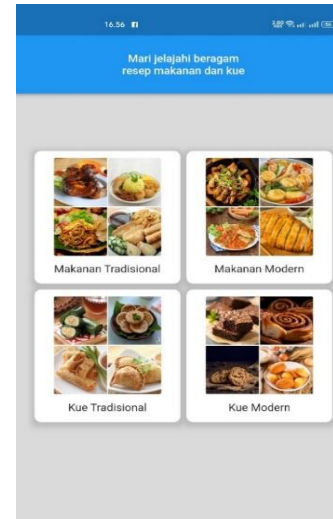 16.56
Mari jelajahi beragam
resep makanan dan kue
Makanan Tradisional
Makanan Modern
Kue Tradisional
Kue Modern